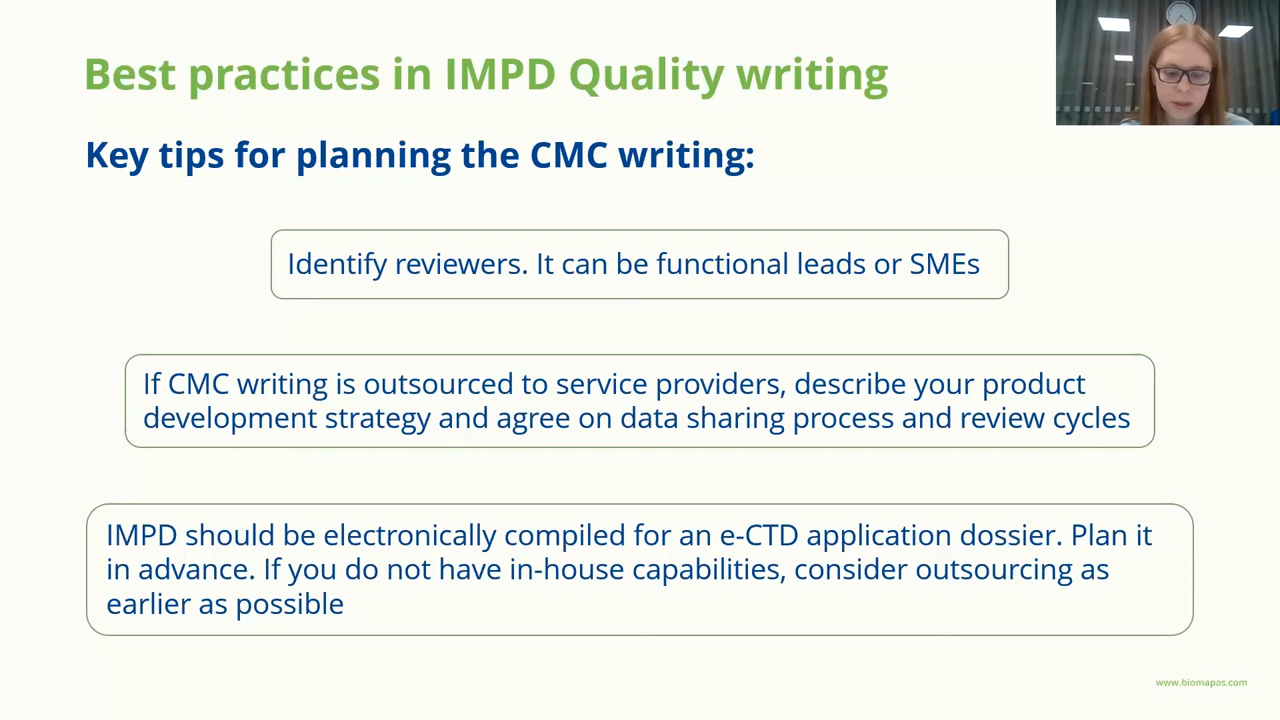 Best practices in IMPD Quality writing
Key tips for planning the CMC writing:
Identify reviewers. It can be functional leads or SMEs
If CMC writing is outsourced to service providers, describe your product
development strategy and agree on data sharing process and review cycles
IMPD should be electronically compiled for an e-CTD application dossier. Plan it
in advance. If you do not have in-house capabilities, consider outsourcing as
earlier as possible
www.biomapas.com